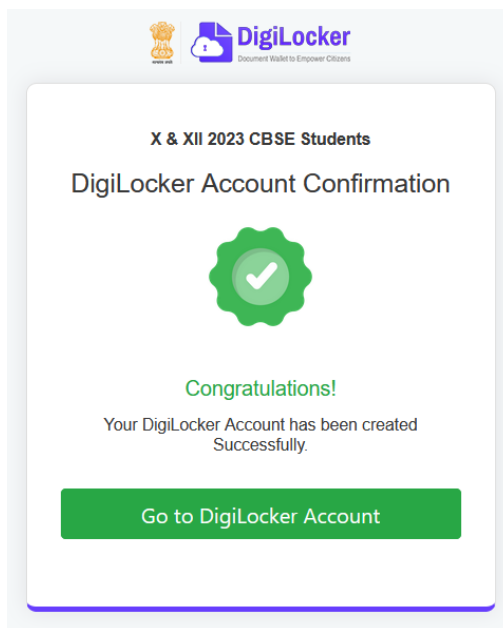 DigiLocker
Document Wallet to Empower Citizens
X & XII 2023 CBSE Students
DigiLocker Account Confirmation
Congratulations!
Your DigiLocker Account has been created
Successfully.
Go to DigiLocker Account